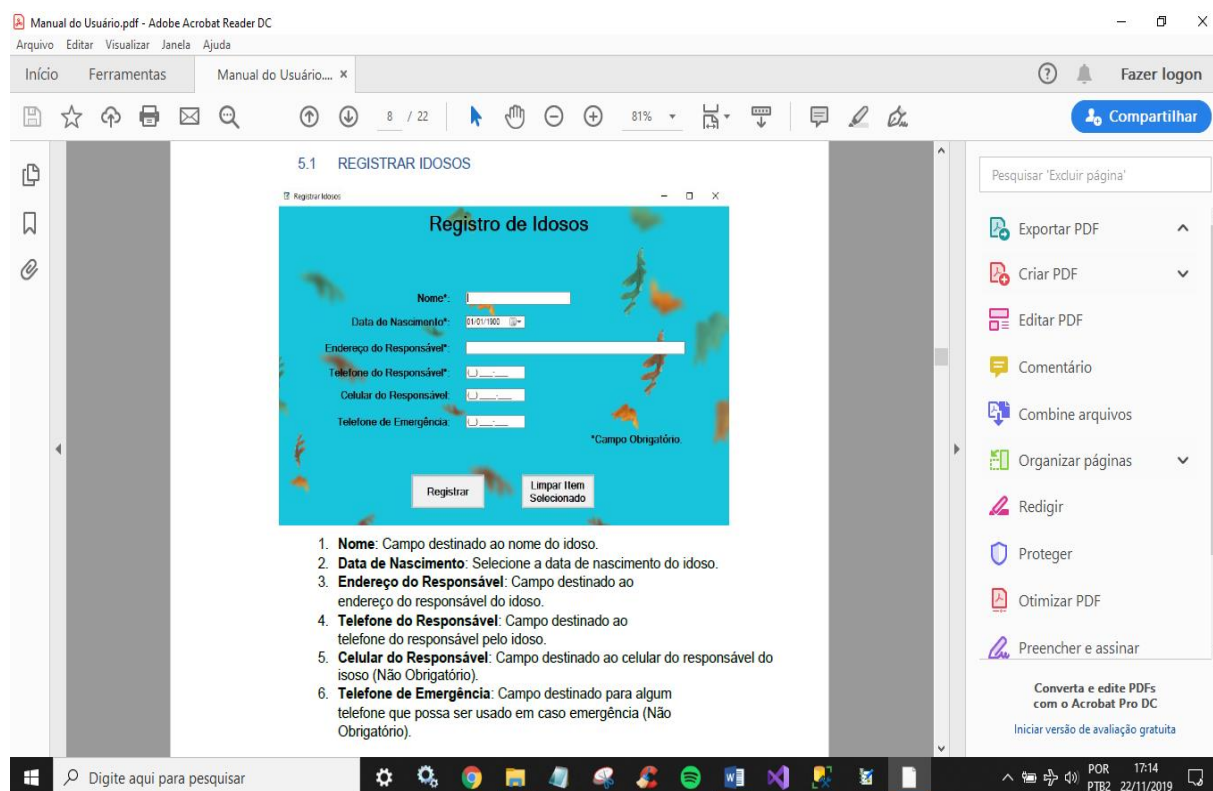 Manual do Usuário.pdf - Adobe Acrobat Reader DC
Arquivo Editar Visualizar Janela Ajuda
Início Ferramentas Manual do Usuário.... ×
Fazer logon
8 / 22
81%
Compartilhar
5.1 REGISTRAR IDOSOS
Registrar Idosos
Registro de Idosos
Nome*:
Data de Nascimento*: 01/01/1900
Endereço do Responsável*:
Telefone do Responsável*: (__)____-____
Celular do Responsável: (__)____-____
Telefone de Emergência: (__)____-____
*Campo Obrigatório.
Registrar
Limpar Item
Selecionado
1. Nome: Campo destinado ao nome do idoso.
2. Data de Nascimento: Selecione a data de nascimento do idoso.
3. Endereço do Responsável: Campo destinado ao
endereço do responsável do idoso.
4. Telefone do Responsável: Campo destinado ao
telefone do responsável pelo idoso.
5. Celular do Responsável: Campo destinado ao celular do responsável do
isoso (Não Obrigatório).
6. Telefone de Emergência: Campo destinado para algum
telefone que possa ser usado em caso emergência (Não
Obrigatório).
Pesquisar 'Excluir página'
Exportar PDF
Criar PDF
Editar PDF
Comentário
Combine arquivos
Organizar páginas
Redigir
Proteger
Otimizar PDF
Preencher e assinar
Converta e edite PDFs
com o Acrobat Pro DC
Iniciar versão de avaliação gratuita
Digite aqui para pesquisar
POR 17:14
PTB2 22/11/2019